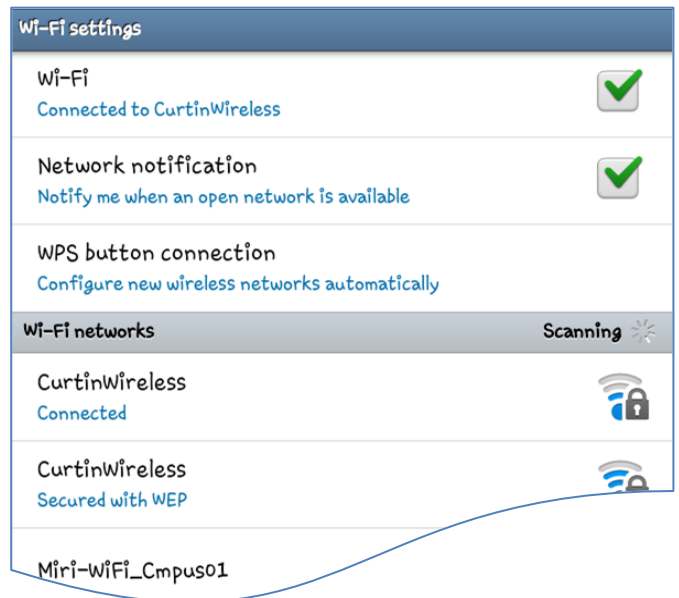 Wi-Fi settings
Wi-Fi
Connected to CurtinWireless
Network notification
Notify me when an open network is available
WPS button connection
Configure new wireless networks automatically
Wi-Fi networks Scanning
CurtinWireless
Connected
CurtinWireless
Secured with WEP
Miri-WiFi_Cmpus01